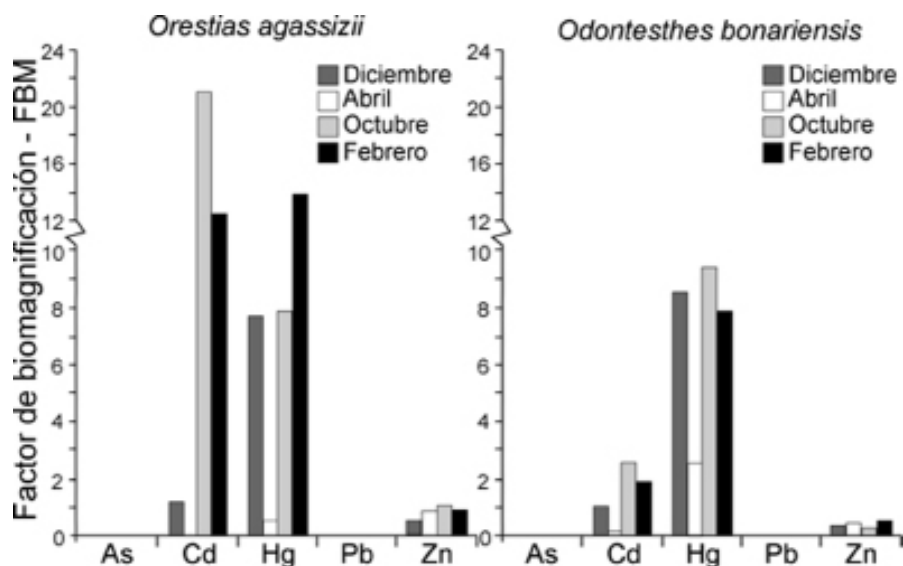 Orestias agassizii
Odontesthes bonariensis
Factor de biomagnificación - FBM
24
20
16
12
10
8
6
4
2
0
Diciembre
Abril
Octubre
Febrero
As Cd Hg Pb Zn
24
20
16
12
10
8
6
4
2
0
Diciembre
Abril
Octubre
Febrero
As Cd Hg Pb Zn